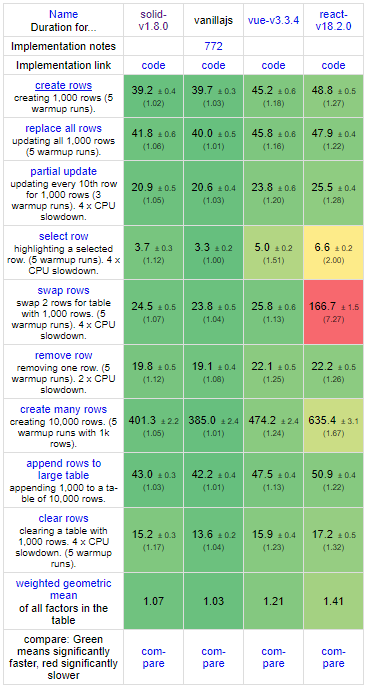 Name
Duration for...
solid-
v1.8.0
vanillajs
vue-v3.3.4
react-
v18.2.0
Implementation notes
772
Implementation link
code
code
code
code
create rows
creating 1,000 rows (5
warmup runs).
39.2 ± 0.4
(1.02)
39.7 ± 0.3
(1.03)
45.2 ± 0.6
(1.18)
48.8 ± 0.5
(1.27)
replace all rows
updating all 1,000 rows
(5 warmup runs).
41.8 ± 0.6
(1.06)
40.0 ± 0.5
(1.01)
45.8 ± 0.6
(1.16)
47.9 ± 0.4
(1.22)
partial update
updating every 10th row
for 1,000 rows (3
warmup runs). 4 x CPU
slowdown.
20.9 ± 0.5
(1.05)
20.6 ± 0.4
(1.03)
23.8 ± 0.6
(1.20)
25.5 ± 0.4
(1.28)
select row
highlighting a selected
row. (5 warmup runs). 4
x CPU slowdown.
3.7 ± 0.3
(1.12)
3.3 ± 0.2
(1.00)
5.0 ± 0.2
(1.51)
6.6 ± 0.2
(2.00)
swap rows
swap 2 rows for table
with 1,000 rows. (5
warmup runs). 4 x CPU
slowdown.
24.5 ± 0.5
(1.07)
23.8 ± 0.5
(1.04)
25.8 ± 0.6
(1.13)
166.7 ± 1.5
(7.27)
remove row
removing one row. (5
warmup runs). 2 x CPU
slowdown.
19.8 ± 0.5
(1.12)
19.1 ± 0.4
(1.08)
22.1 ± 0.5
(1.25)
22.2 ± 0.5
(1.26)
create many rows
creating 10,000 rows. (5
warmup runs with 1k
rows).
401.3 ± 2.2
(1.05)
385.0 ± 2.4
(1.01)
474.2 ± 2.4
(1.24)
635.4 ± 3.1
(1.67)
append rows to
large table
appending 1,000 to a ta-
ble of 10,000 rows.
43.0 ± 0.3
(1.03)
42.2 ± 0.4
(1.01)
47.5 ± 0.4
(1.13)
50.9 ± 0.4
(1.22)
clear rows
clearing a table with
1,000 rows. 4 x CPU
slowdown. (5 warmup
runs).
15.2 ± 0.3
(1.17)
13.6 ± 0.2
(1.04)
15.9 ± 0.4
(1.23)
17.2 ± 0.5
(1.32)
weighted geometric
mean
of all factors in the
table
1.07
1.03
1.21
1.41
compare: Green
means significantly
faster, red significantly
slower
com-
pare
com-
pare
com-
pare
com-
pare